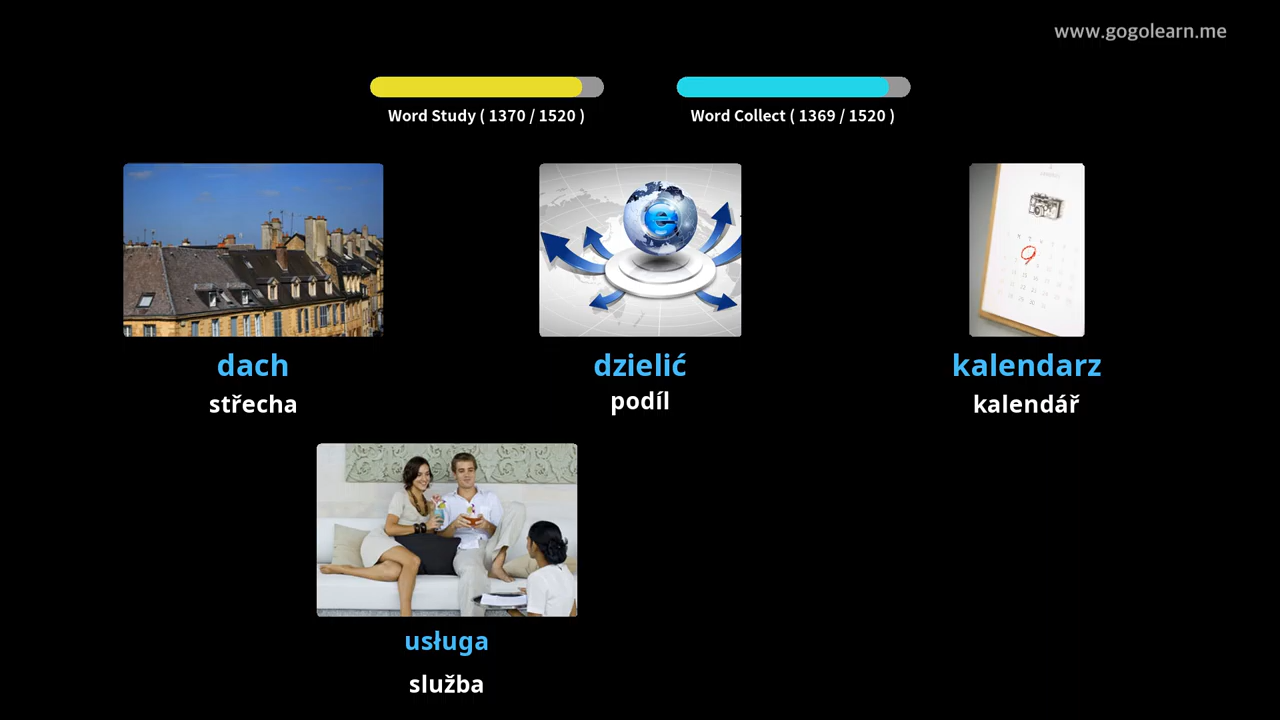 www.gogolearn.me
Word Study ( 1370 / 1520 )
Word Collect ( 1369 / 1520 )
e
dach
střecha
dzielić
podíl
kalendarz
kalendář
usługa
služba